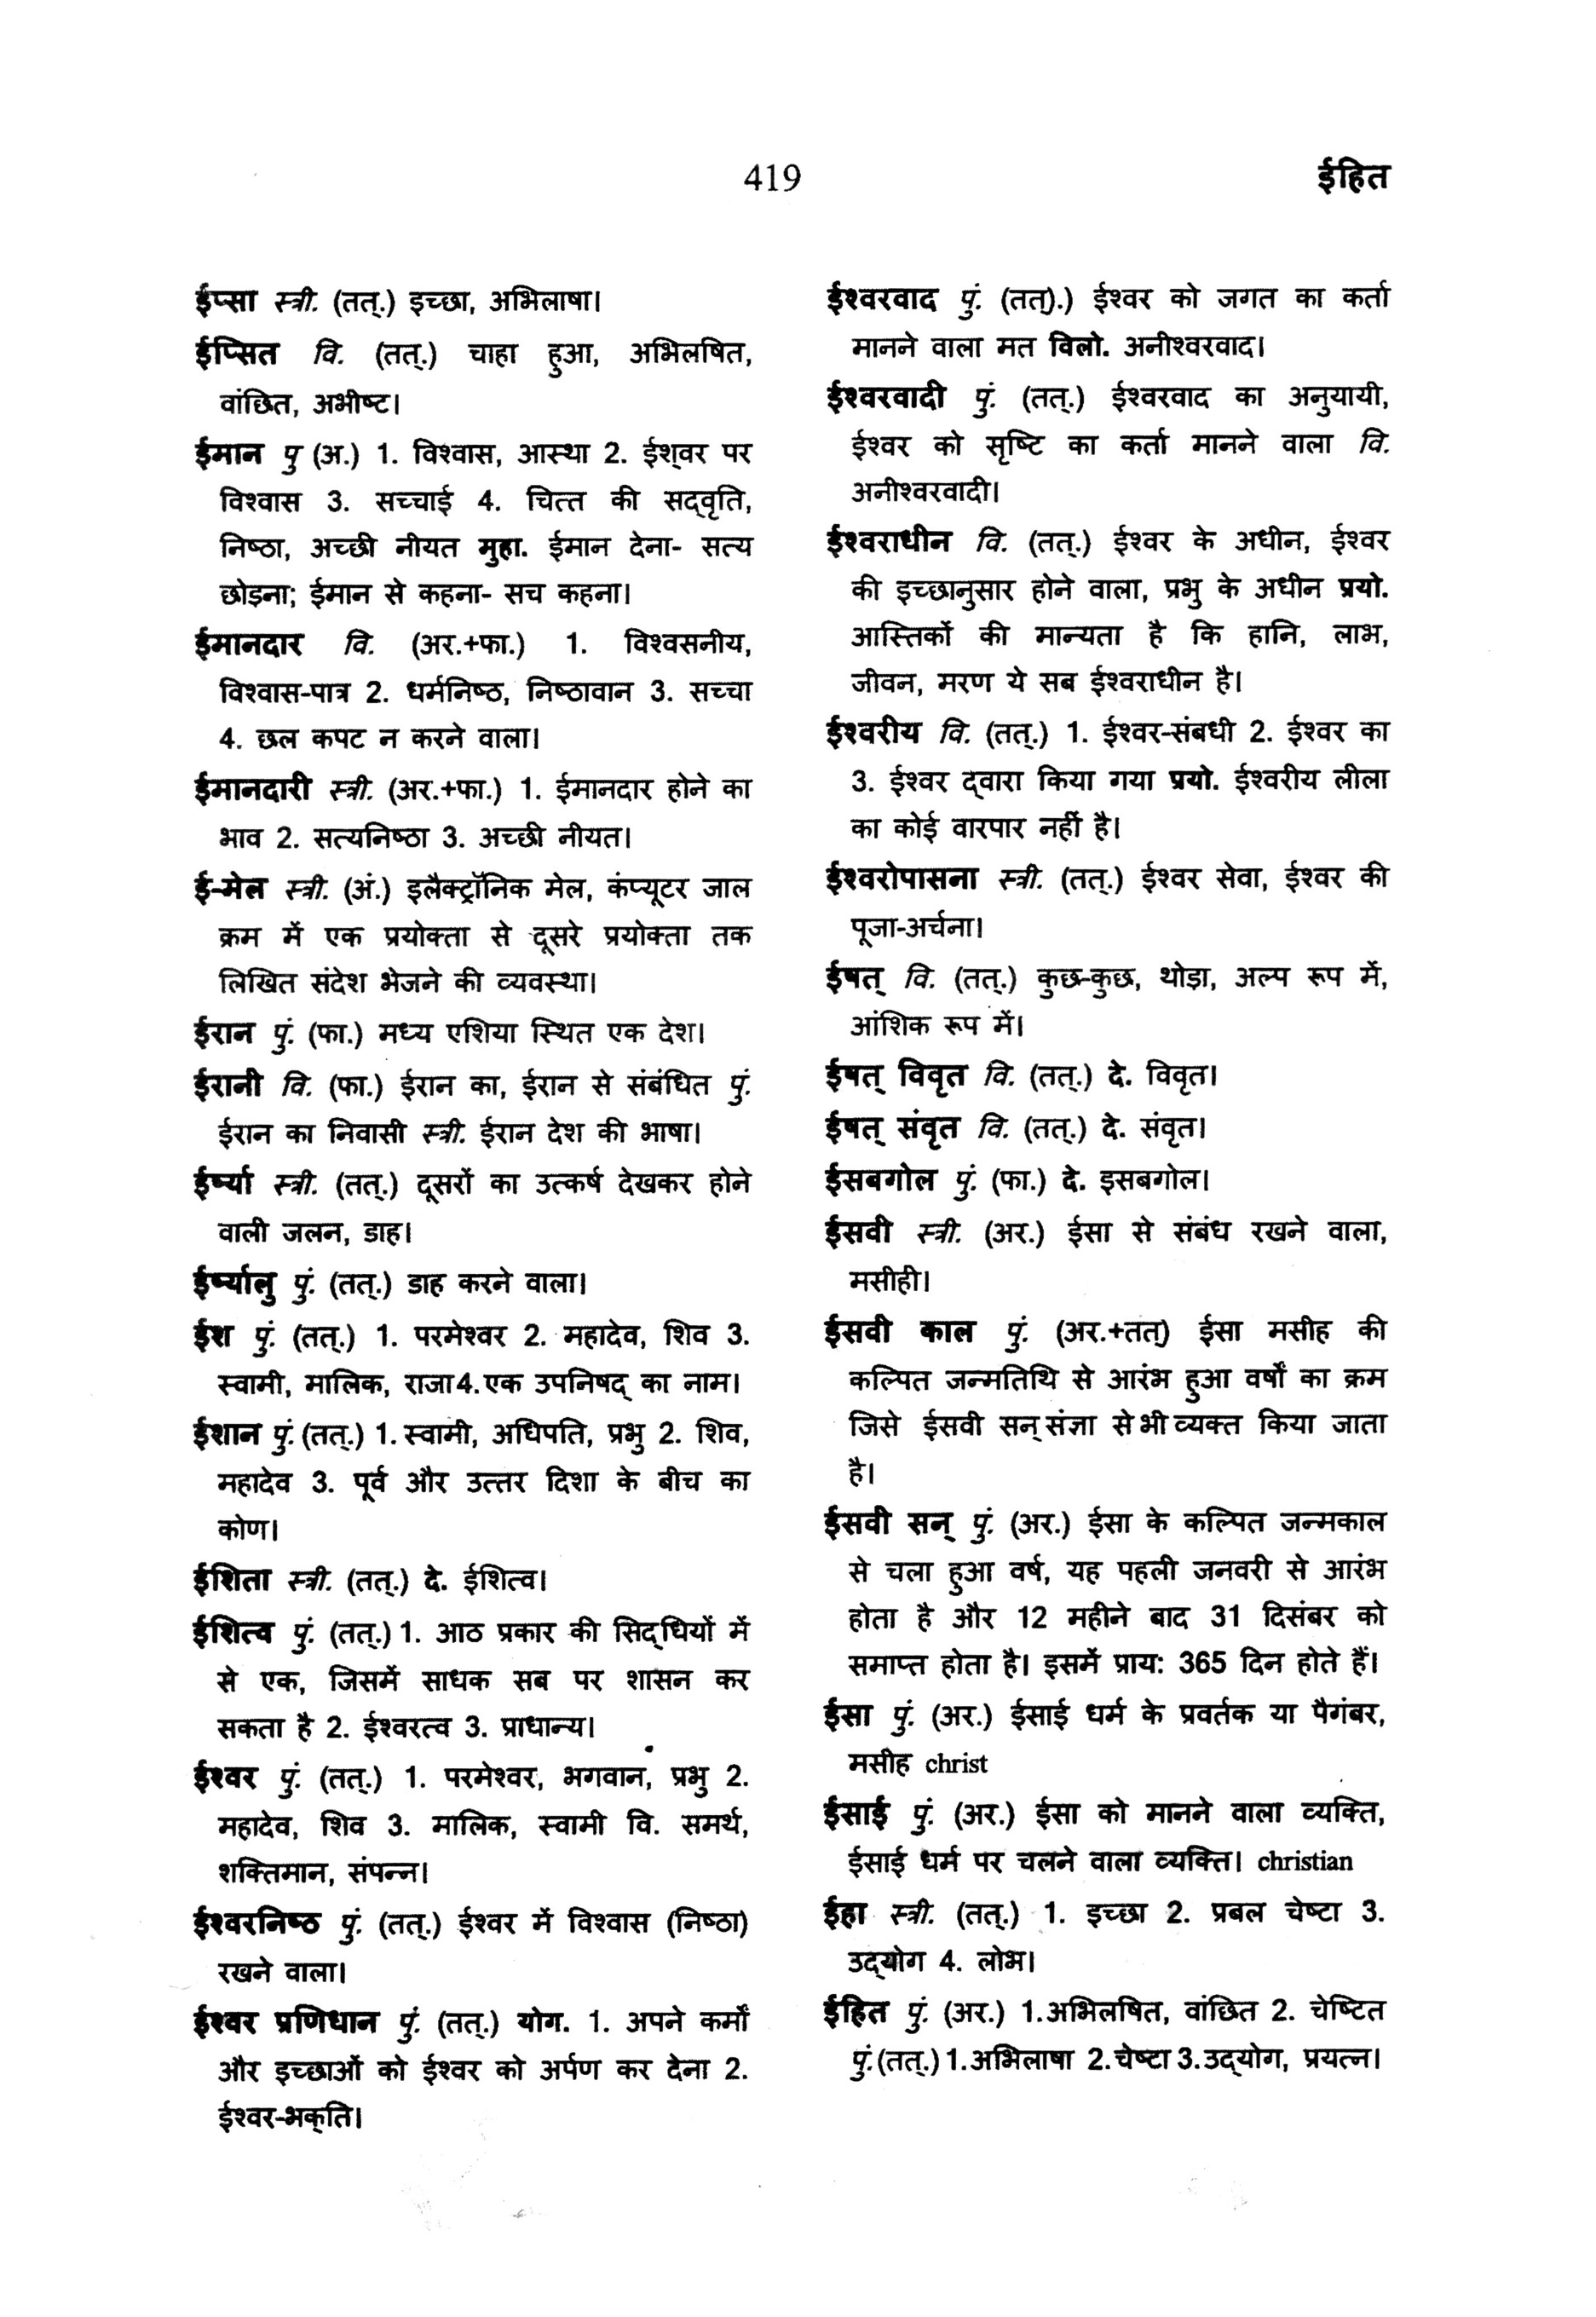 419
ईहित
ईप्सा स्त्री. (तत्.) इच्छा, अभिलाषा।
ईप्सित वि. (तत्.) चाहा हुआ, अभिलषित,
वांछित, अभीष्ट।
ईमान पु (अ.) 1. विश्वास, आस्था 2. ईश्‌वर पर
विश्वास 3. सच्चाई 4. चित्त की सद्‌वृति,
निष्ठा, अच्छी नीयत मुहा. ईमान देना- सत्य
छोड़ना; ईमान से कहना- सच कहना।
ईमानदार वि. (अर.+फा.) 1. विश्वसनीय,
विश्वास-पात्र 2. धर्मनिष्ठ, निष्ठावान 3. सच्चा
4. छल कपट न करने वाला।
ईमानदारी स्त्री. (अर.+फा.) 1. ईमानदार होने का
भाव 2. सत्यनिष्ठा 3. अच्छी नीयत।
ई-मेल स्त्री. (अं.) इलैक्ट्रॉनिक मेल, कंप्यूटर जाल
क्रम में एक प्रयोक्ता से दूसरे प्रयोक्ता तक
लिखित संदेश भेजने की व्यवस्था।
ईरान पुं. (फा.) मध्य एशिया स्थित एक देश।
ईरानी वि. (फा.) ईरान का, ईरान से संबंधित पुं.
ईरान का निवासी स्त्री. ईरान देश की भाषा।
ईर्ष्या स्त्री. (तत्.) दूसरों का उत्कर्ष देखकर होने
वाली जलन, डाह।
ईर्ष्यालु पुं. (तत्.) डाह करने वाला।
ईश पुं. (तत्.) 1. परमेश्वर 2. महादेव, शिव 3.
स्वामी, मालिक, राजा4.एक उपनिषद् का नाम।
ईशान पुं.(तत्.) 1.स्वामी, अधिपति, प्रभु 2. शिव,
महादेव 3. पूर्व और उत्तर दिशा के बीच का
कोण।
ईशिता स्त्री. (तत्.) दे. ईशित्व।
ईशित्व पुं. (तत्.) 1. आठ प्रकार की सिद्‌धियों में
से एक, जिसमें साधक सब पर शासन कर
सकता है 2. ईश्वरत्व 3. प्राधान्य।
ईश्वर पुं. (तत्.) 1. परमेश्वर, भगवान, प्रभु 2.
महादेव, शिव 3. मालिक, स्वामी वि. समर्थ,
शक्तिमान, संपन्न।
ईश्वरनिष्ठ पुं. (तत्.) ईश्वर में विश्वास (निष्ठा)
रखने वाला।
ईश्वर प्रणिधान पुं. (तत्.) योग. 1. अपने कर्मों
और इच्छाओं को ईश्वर को अर्पण कर देना 2.
ईश्वर-भक्‌ति।
ईश्वरवाद पुं. (तत्).) ईश्वर को जगत का कर्ता
मानने वाला मत विलो. अनीश्वरवाद।
ईश्वरवादी पुं. (तत्.) ईश्वरवाद का अनुयायी,
ईश्वर को सृष्टि का कर्ता मानने वाला वि.
अनीश्वरवादी।
ईश्वराधीन वि. (तत्.) ईश्वर के अधीन, ईश्वर
की इच्छानुसार होने वाला, प्रभु के अधीन प्रयो.
आस्तिकों की मान्यता है कि हानि, लाभ,
जीवन, मरण ये सब ईश्वराधीन है।
ईश्वरीय वि. (तत्.) 1. ईश्वर-संबधी 2. ईश्वर का
3. ईश्वर द्‌वारा किया गया प्रयो. ईश्वरीय लीला
का कोई वारपार नहीं है।
ईश्वरोपासना स्त्री. (तत्.) ईश्वर सेवा, ईश्वर की
पूजा-अर्चना।
ईषत् वि. (तत्.) कुछ-कुछ, थोड़ा, अल्प रूप में,
आंशिक रूप में।
ईषत् विवृत वि. (तत्.) दे. विवृत।
ईषत् संवृत वि. (तत्.) दे. संवृत।
ईसबगोल पुं. (फा.) दे. इसबगोल।
ईसवी स्त्री. (अर.) ईसा से संबंध रखने वाला,
मसीही।
ईसवी काल पुं. (अर.+तत्) ईसा मसीह की
कल्पित जन्मतिथि से आरंभ हुआ वर्षों का क्रम
जिसे ईसवी सन् संज्ञा से भी व्यक्त किया जाता
है।
ईसवी सन् पुं. (अर.) ईसा के कल्पित जन्मकाल
से चला हुआ वर्ष, यह पहली जनवरी से आरंभ
होता है और 12 महीने बाद 31 दिसंबर को
समाप्त होता है। इसमें प्राय: 365 दिन होते हैं।
ईसा पुं. (अर.) ईसाई धर्म के प्रवर्तक या पैगंबर,
मसीह christ
ईसाई पुं. (अर.) ईसा को मानने वाला व्यक्ति,
ईसाई धर्म पर चलने वाला व्यक्ति। christian
ईहा स्त्री. (तत्.) 1. इच्छा 2. प्रबल चेष्टा 3.
उद्‌योग 4. लोभ।
ईहित पुं. (अर.) 1.अभिलषित, वांछित 2. चेष्टित
पुं.(तत्.) 1.अभिलाषा 2.चेष्टा 3.उद्‌योग, प्रयत्न।